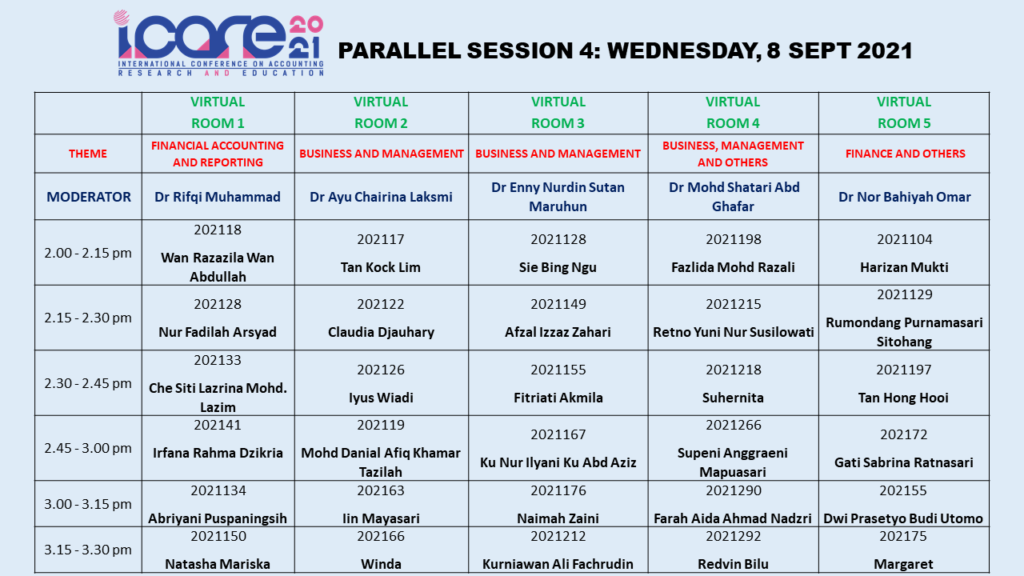 icare 2021
INTERNATIONAL CONFERENCE ON ACCOUNTING
RESEARCH AND EDUCATION
PARALLEL SESSION 4: WEDNESDAY, 8 SEPT 2021
VIRTUAL
ROOM 1
VIRTUAL
ROOM 2
VIRTUAL
ROOM 3
VIRTUAL
ROOM 4
VIRTUAL
ROOM 5
THEME
FINANCIAL ACCOUNTING
AND REPORTING
BUSINESS AND MANAGEMENT
BUSINESS AND MANAGEMENT
BUSINESS, MANAGEMENT
AND OTHERS
FINANCE AND OTHERS
MODERATOR
Dr Rifqi Muhammad
Dr Ayu Chairina Laksmi
Dr Enny Nurdin Sutan
Maruhun
Dr Mohd Shatari Abd
Ghafar
Dr Nor Bahiyah Omar
2.00 - 2.15 pm
202118
Wan Razazila Wan
Abdullah
202117
Tan Kock Lim
2021128
Sie Bing Ngu
2021198
Fazlida Mohd Razali
2021104
Harizan Mukti
2.15 - 2.30 pm
202128
Nur Fadilah Arsyad
202122
Claudia Djauhary
2021149
Afzal Izzaz Zahari
2021215
Retno Yuni Nur Susilowati
2021129
Rumondang Purnamasari
Sitohang
2.30 - 2.45 pm
202133
Che Siti Lazrina Mohd.
Lazim
202126
Iyus Wiadi
2021155
Fitriati Akmila
2021218
Suhernita
2021197
Tan Hong Hooi
2.45 - 3.00 pm
202141
Irfana Rahma Dzikria
202119
Mohd Danial Afiq Khamar
Tazilah
2021167
Ku Nur Ilyani Ku Abd Aziz
2021266
Supeni Anggraeni
Mapuasari
202172
Gati Sabrina Ratnasari
3.00 - 3.15 pm
2021134
Abriyani Puspaningsih
202163
Iin Mayasari
2021176
Naimah Zaini
2021290
Farah Aida Ahmad Nadzri
202155
Dwi Prasetyo Budi Utomo
3.15 - 3.30 pm
2021150
Natasha Mariska
202166
Winda
2021212
Kurniawan Ali Fachrudin
2021292
Redvin Bilu
202175
Margaret